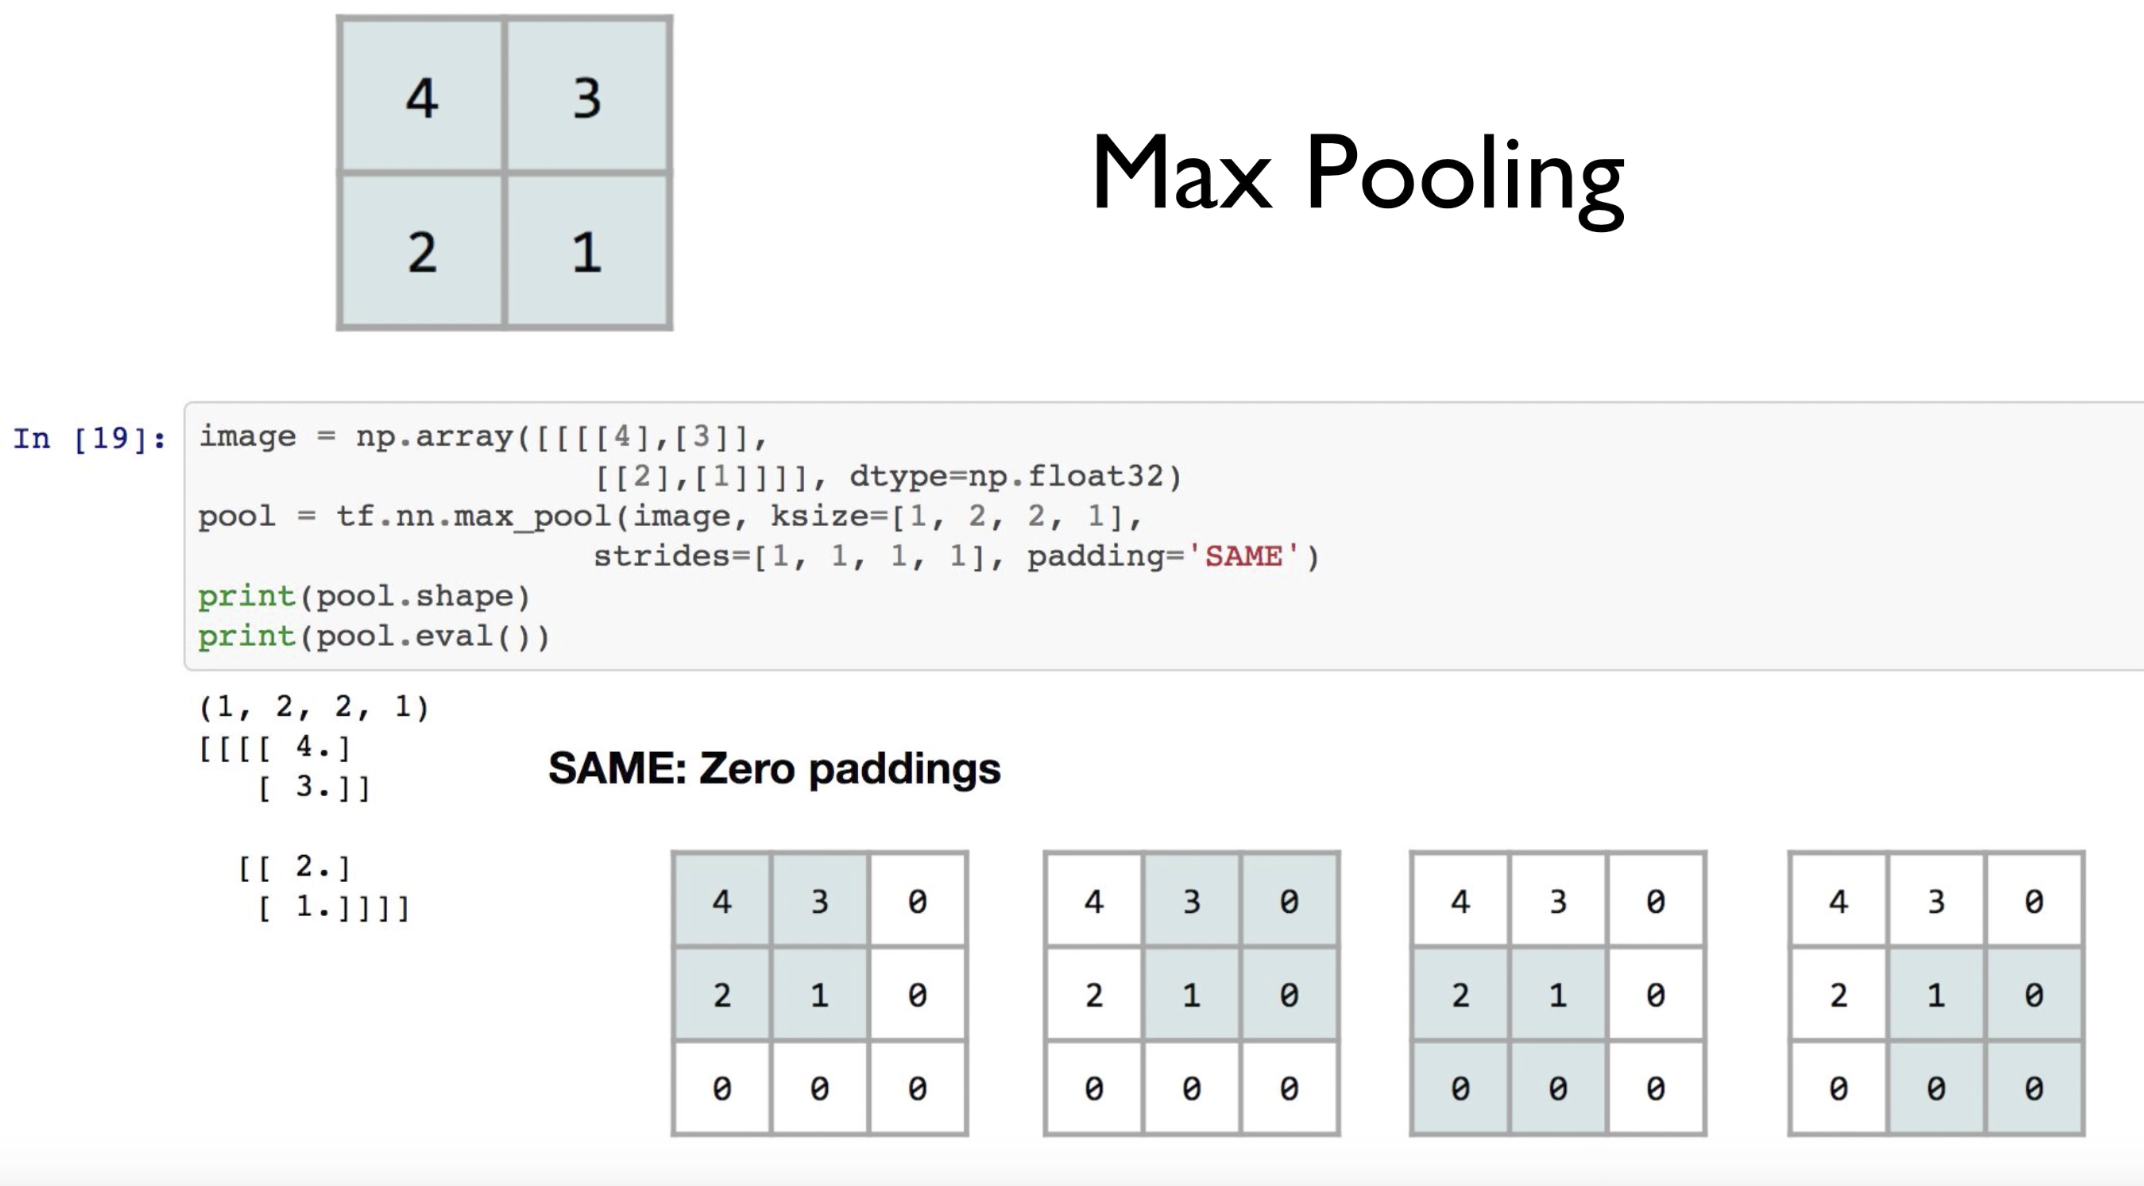 4 3
2 1
Max Pooling
In [19]:
image = np.array([[[[4],[3]],
[[2],[1]]]], dtype=np.float32)
pool = tf.nn.max_pool(image, ksize=[1, 2, 2, 1],
strides=[1, 1, 1, 1], padding='SAME')
print(pool.shape)
print(pool.eval())
(1, 2, 2, 1)
[[[[ 4.]
[ 3.]]
[[ 2.]
[ 1.]]]]
SAME: Zero paddings
4 3 0
2 1 0
0 0 0
4 3 0
2 1 0
0 0 0
4 3 0
2 1 0
0 0 0
4 3 0
2 1 0
0 0 0